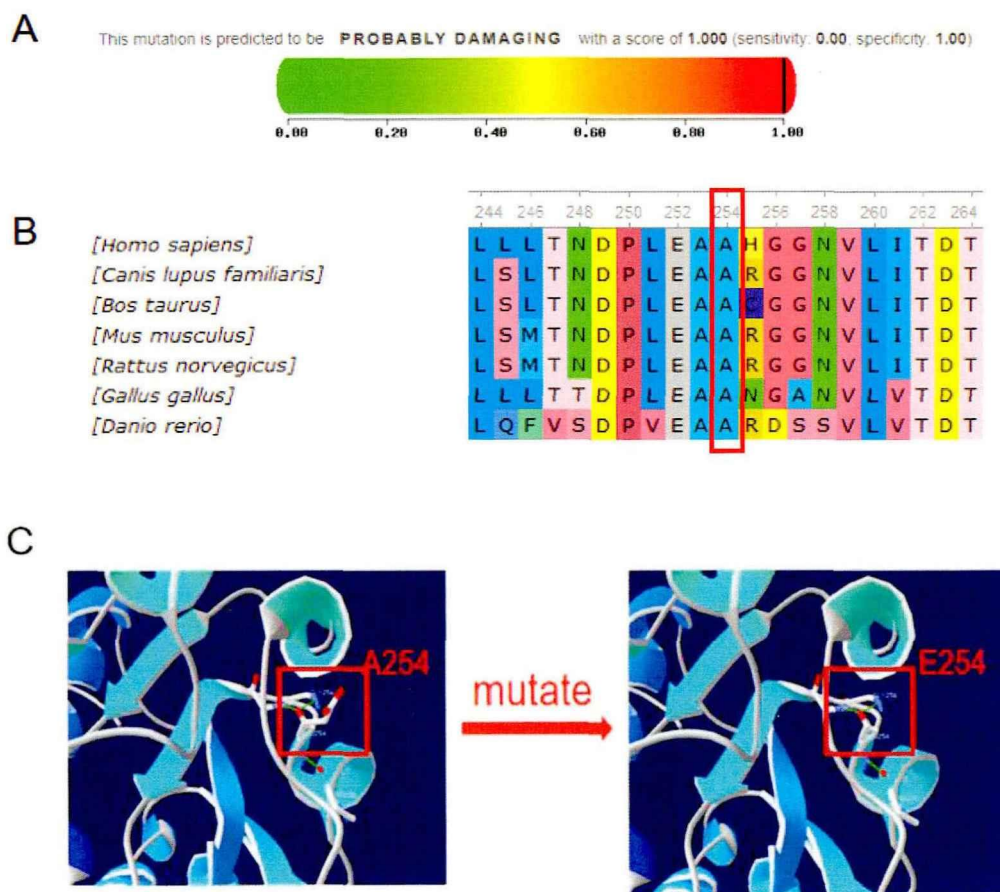 A
This mutation is predicted to be PROBABLY DAMAGING with a score of 1.000 (sensitivity: 0.00, specificity: 1.00)
0.00 0.20 0.40 0.60 0.80 1.00
B
244 246 248 250 252 254 256 258 260 262 264
[Homo sapiens] L L L T N D P L E A A H G G N V L I T D T
[Canis lupus familiaris] L S L T N D P L E A A R G G N V L I T D T
[Bos taurus] L S L T N D P L E A A G G N V L I T D T
[Mus musculus] L S M T N D P L E A A R G G N V L I T D T
[Rattus norvegicus] L S M T N D P L E A A R G G N V L I T D T
[Gallus gallus] L L L T T D P L E A A N G A N V L V T D T
[Danio rerio] L Q F V S D P V E A A R D S S V L V T D T
C
A254
mutate
E254